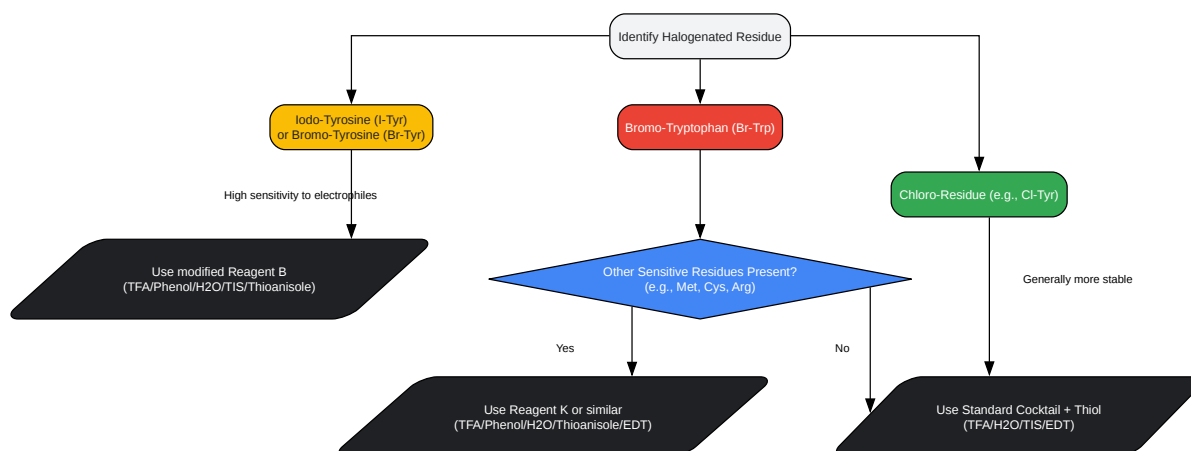 Identify Halogenated Residue
Iodo-Tyrosine (I-Tyr)
or Bromo-Tyrosine (Br-Tyr)
Bromo-Tryptophan (Br-Trp)
Chloro-Residue (e.g., Cl-Tyr)
High sensitivity to electrophiles
Use modified Reagent B
(TFA/Phenol/H2O/TIS/Thioanisole)
Other Sensitive Residues Present?
(e.g., Met, Cys, Arg)
Generally more stable
Yes
No
Use Reagent K or similar
(TFA/Phenol/H2O/Thioanisole/EDT)
Use Standard Cocktail + Thiol
(TFA/H2O/TIS/EDT)